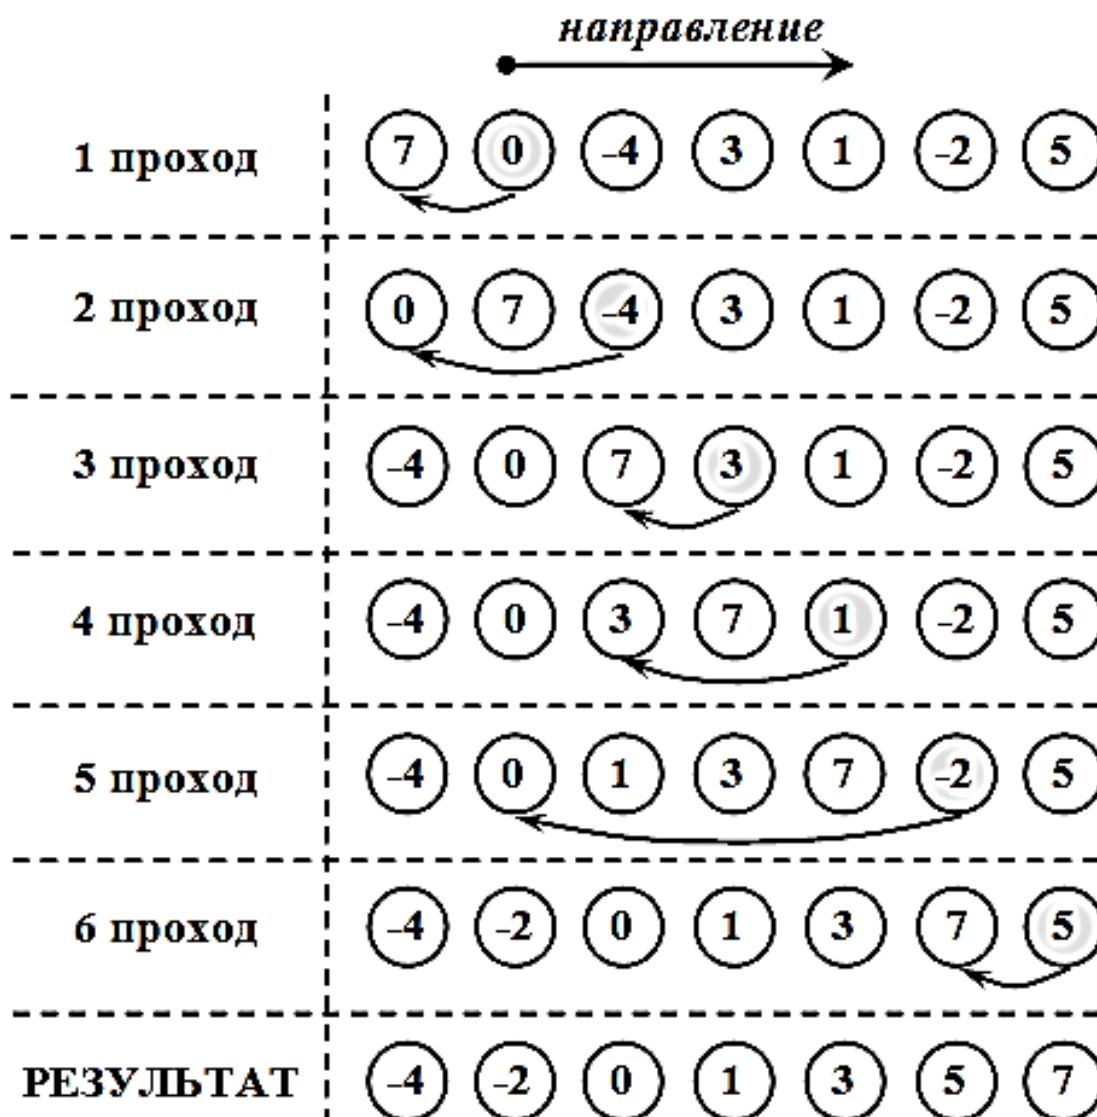 направление
1 проход 7 0 -4 3 1 -2 5
2 проход 0 7 -4 3 1 -2 5
3 проход -4 0 7 3 1 -2 5
4 проход -4 0 3 7 1 -2 5
5 проход -4 0 1 3 7 -2 5
6 проход -4 -2 0 1 3 7 5
РЕЗУЛЬТАТ -4 -2 0 1 3 5 7